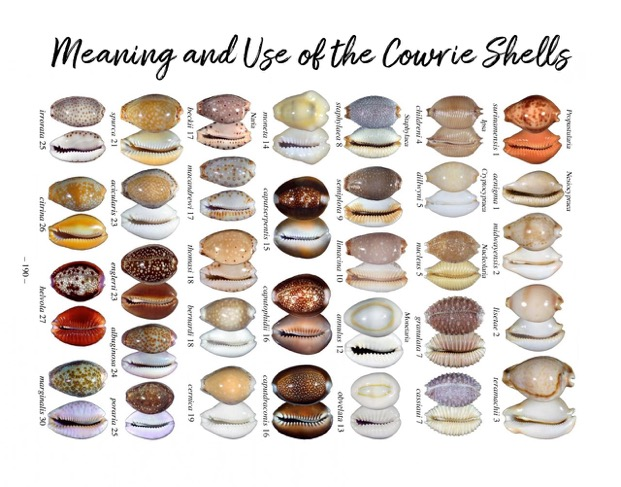 Meaning and Use of the Cowrie Shells
Propustularia
surinamensis 1
Nesiocypraea
aenigma 1
midwayensis 2
lisetae 2
teramachii 3
Ipsa
childreni 4
Cryptocypraea
dillwyni 5
Nucleolaria
nucleus 5
granulata 7
cassiaui 7
Staphylaea
staphylaea 8
semiplota 9
limacina 10
Monetaria
annulus 12
obvelata 13
moneta 14
caputserpentis 15
caputophidii 16
caputdraconis 16
Naria
beckii 17
macandrewi 17
thomasi 18
bernardi 18
cernica 19
spurca 21
acicularis 23
englerti 23
albuginosa 24
poraria 25
irrorata 25
citrina 26
helvola 27
marginalis 30
– 190 –